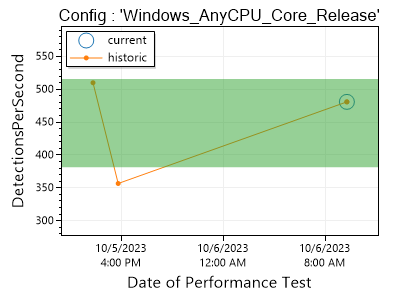 Config : 'Windows_AnyCPU_Core_Release'
current
historic
DetectionsPerSecond
550
500
450
400
350
300
10/5/2023
4:00 PM
10/6/2023
12:00 AM
10/6/2023
8:00 AM
Date of Performance Test